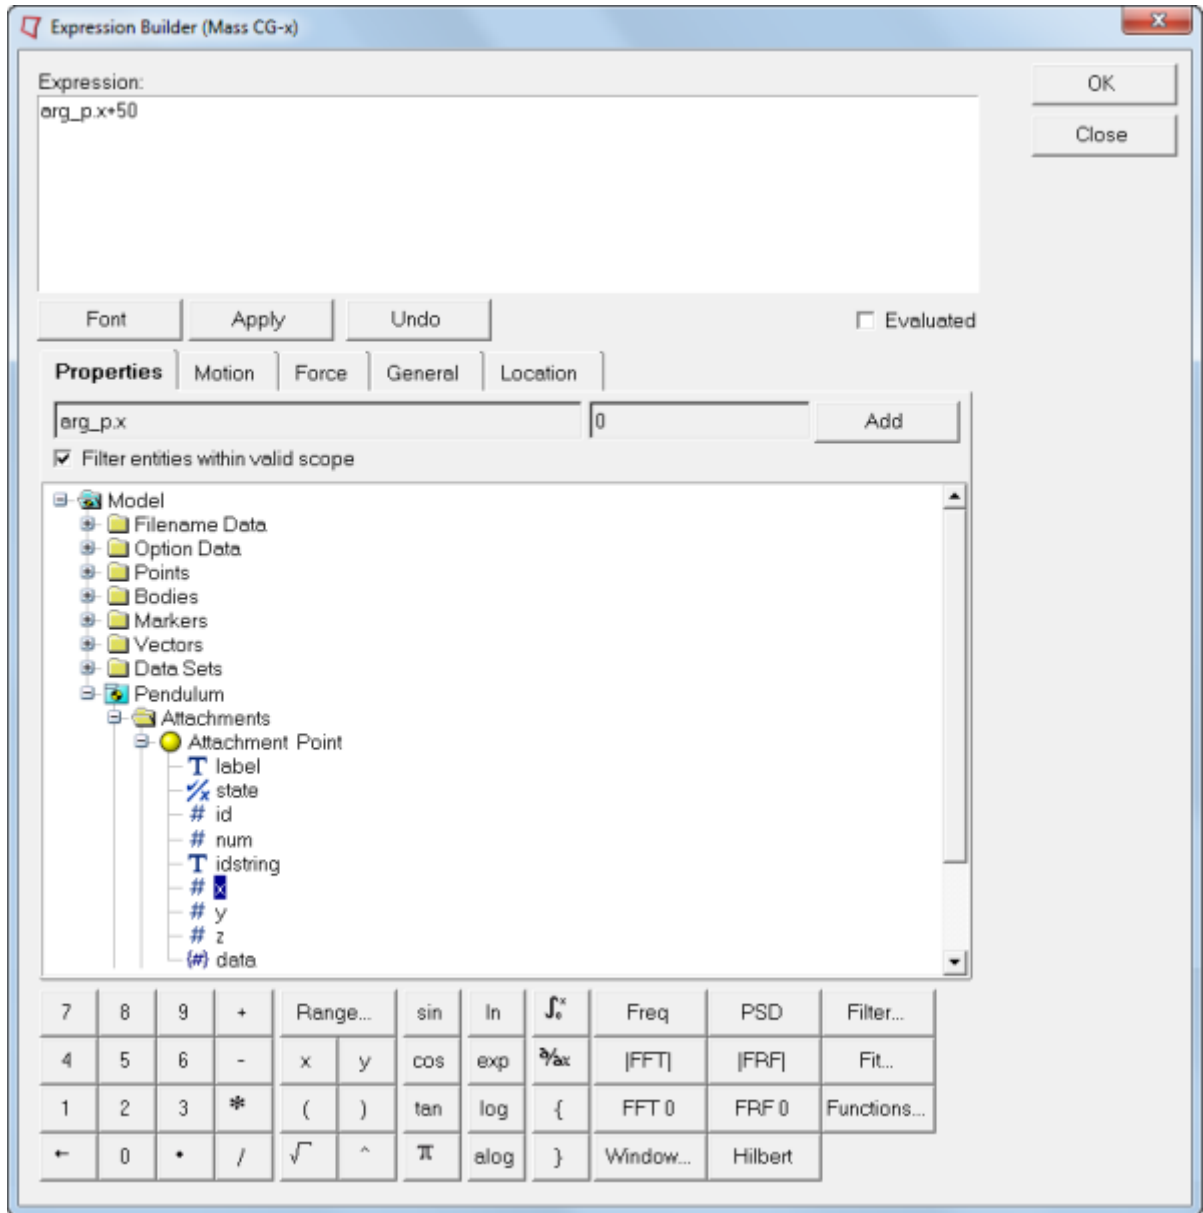 Expression Builder (Mass CG-x)
x
Expression:
arg_p.x+50
OK
Close
Font Apply Undo Evaluated
Properties Motion Force General Location
arg_p.x 0 Add
Filter entities within valid scope
Model
Filename Data
Option Data
Points
Bodies
Markers
Vectors
Data Sets
Pendulum
Attachments
Attachment Point
T label
state
# id
# num
T idstring
# x
# y
# z
{#} data
7 8 9 + Range... sin ln ∫₀ˣ Freq PSD Filter...
4 5 6 - x y cos exp ∂/∂x |FFT| |FRF| Fit...
1 2 3 * ( ) tan log { FFT 0 FRF 0 Functions...
← 0 • / √ ^ π alog } Window... Hilbert